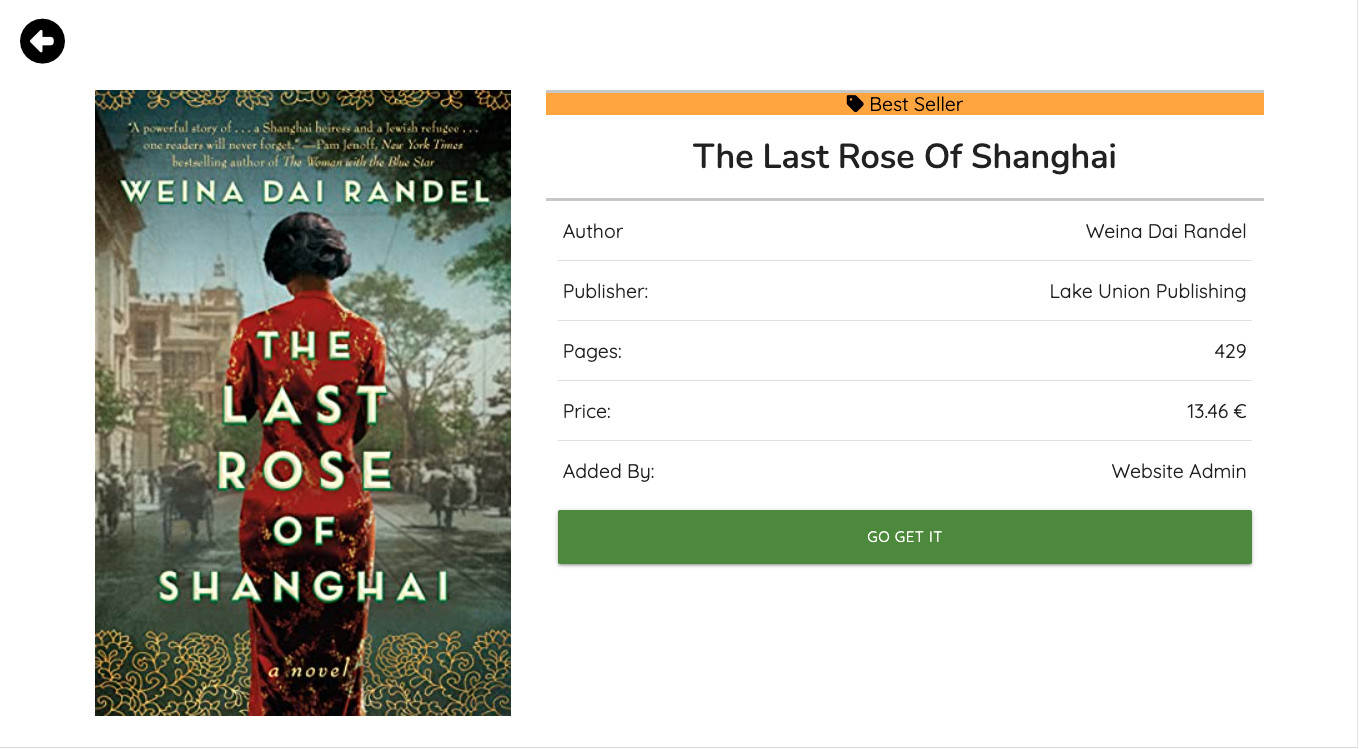 "A powerful story of . . . a Shanghai heiress and a Jewish refugee . . .
one readers will never forget." —Pam Jenoff, New York Times
bestselling author of The Woman with the Blue Star
WEINA DAI RANDEL
THE
LAST
ROSE
OF
SHANGHAI
a novel
Best Seller
The Last Rose Of Shanghai
Author Weina Dai Randel
Publisher: Lake Union Publishing
Pages: 429
Price: 13.46 €
Added By: Website Admin
GO GET IT